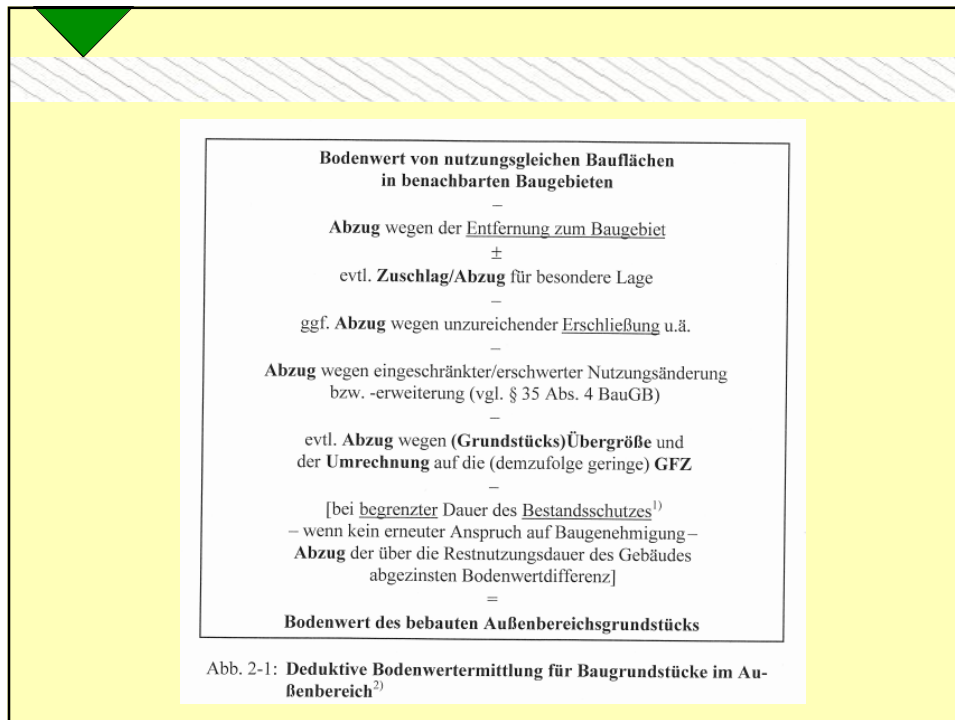 Bodenwert von nutzungsgleichen Bauflächen
in benachbarten Baugebieten
–
Abzug wegen der Entfernung zum Baugebiet
±
evtl. Zuschlag/Abzug für besondere Lage
–
ggf. Abzug wegen unzureichender Erschließung u.ä.
–
Abzug wegen eingeschränkter/erschwerter Nutzungsänderung
bzw. -erweiterung (vgl. § 35 Abs. 4 BauGB)
–
evtl. Abzug wegen (Grundstücks)Übergröße und
der Umrechnung auf die (demzufolge geringe) GFZ
–
[bei begrenzter Dauer des Bestandsschutzes1)
– wenn kein erneuter Anspruch auf Baugenehmigung –
Abzug der über die Restnutzungsdauer des Gebäudes
abgezinsten Bodenwertdifferenz]
=
Bodenwert des bebauten Außenbereichsgrundstücks
Abb. 2-1: Deduktive Bodenwertermittlung für Baugrundstücke im Au-
ßenbereich2)